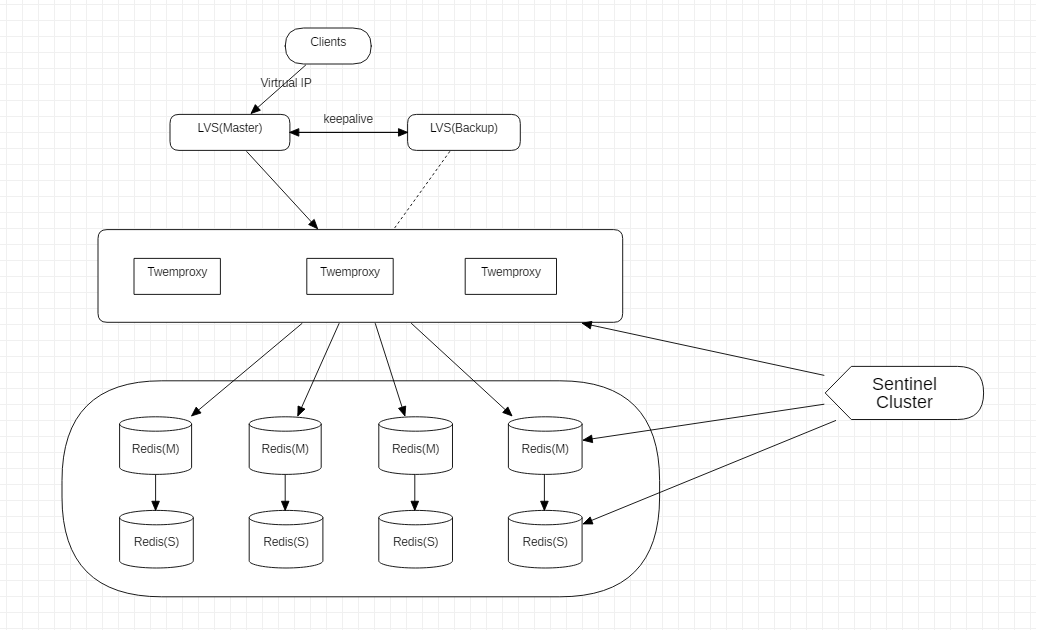 Clients
Virtrual IP
LVS(Master)
keepalive
LVS(Backup)
Twemproxy
Twemproxy
Twemproxy
Sentinel
Cluster
Redis(M)
Redis(M)
Redis(M)
Redis(M)
Redis(S)
Redis(S)
Redis(S)
Redis(S)